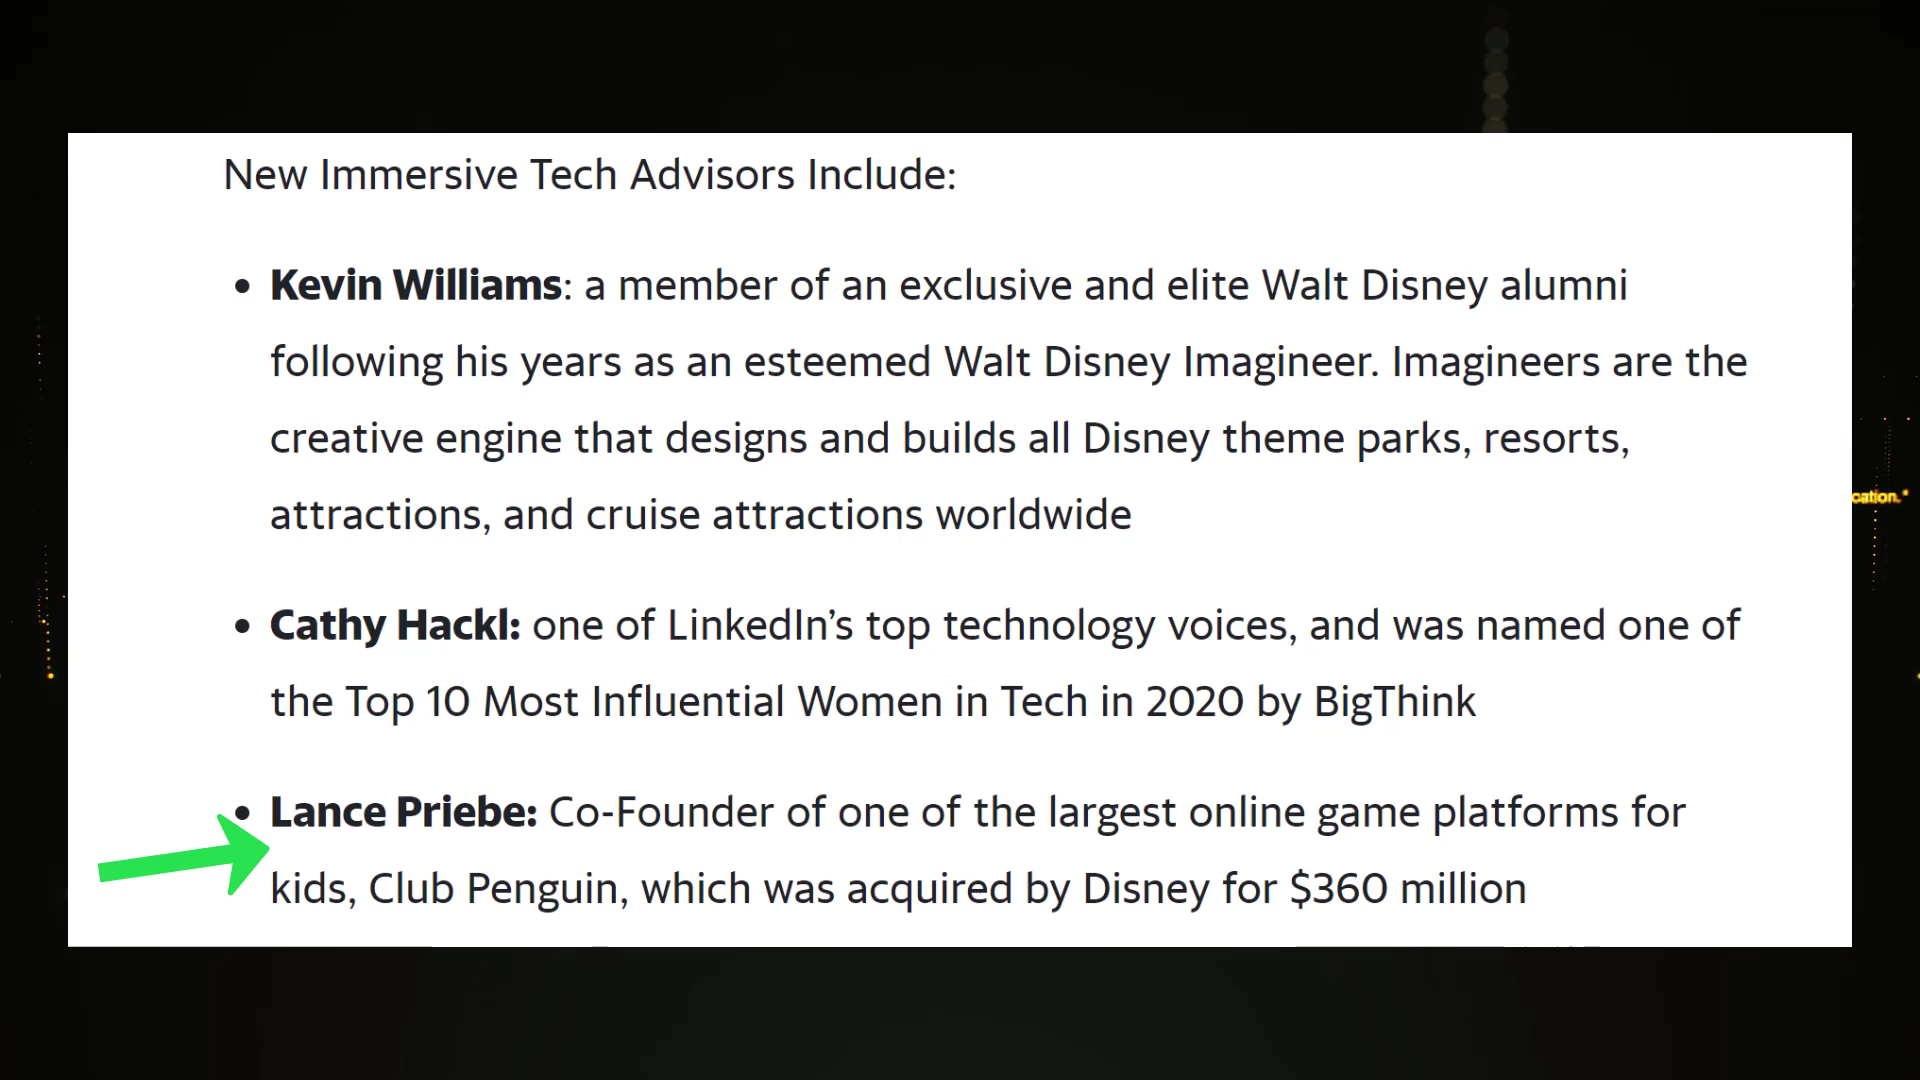 New Immersive Tech Advisors Include:
• Kevin Williams: a member of an exclusive and elite Walt Disney alumni
following his years as an esteemed Walt Disney Imagineer. Imagineers are the
creative engine that designs and builds all Disney theme parks, resorts,
attractions, and cruise attractions worldwide
cation."
• Cathy Hackl: one of LinkedIn’s top technology voices, and was named one of
the Top 10 Most Influential Women in Tech in 2020 by BigThink
• Lance Priebe: Co-Founder of one of the largest online game platforms for
kids, Club Penguin, which was acquired by Disney for $360 million